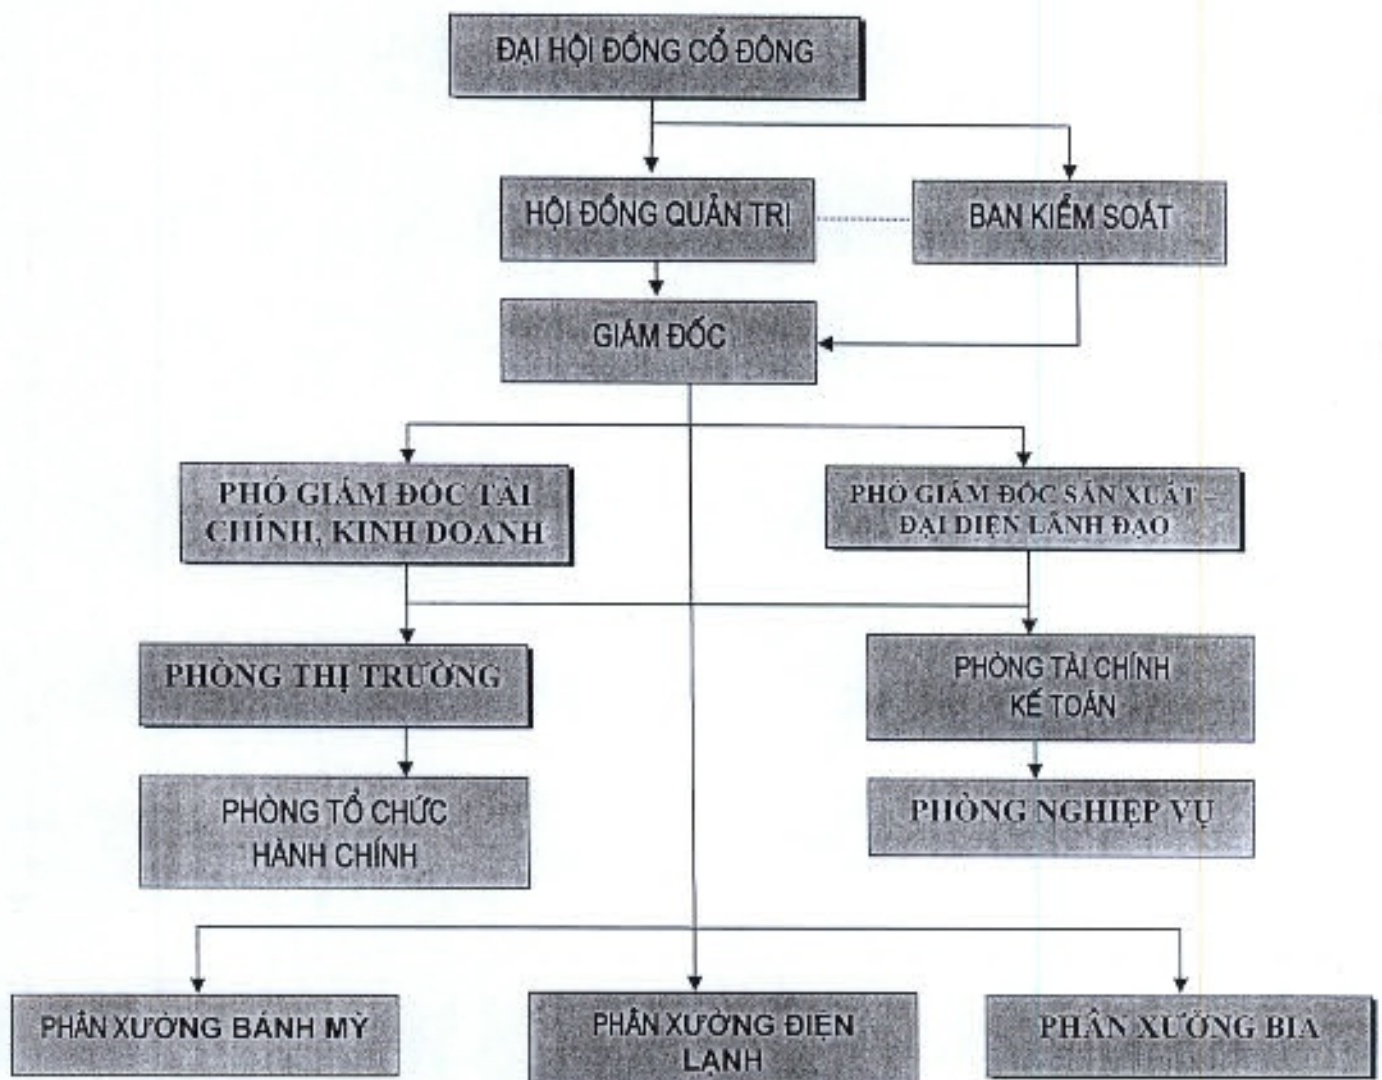 ĐẠI HỘI ĐỒNG CỔ ĐÔNG
HỘI ĐỒNG QUẢN TRỊ
BAN KIỂM SOÁT
GIÁM ĐỐC
PHÓ GIÁM ĐỐC TÀI
CHÍNH, KINH DOANH
PHÓ GIÁM ĐỐC SẢN XUẤT –
ĐẠI DIỆN LÃNH ĐẠO
PHÒNG THỊ TRƯỜNG
PHÒNG TÀI CHÍNH
KẾ TOÁN
PHÒNG TỔ CHỨC
HÀNH CHÍNH
PHÒNG NGHIỆP VỤ
PHÂN XƯỞNG BÁNH MỲ
PHÂN XƯỞNG ĐIỆN
LẠNH
PHÂN XƯỞNG BIA